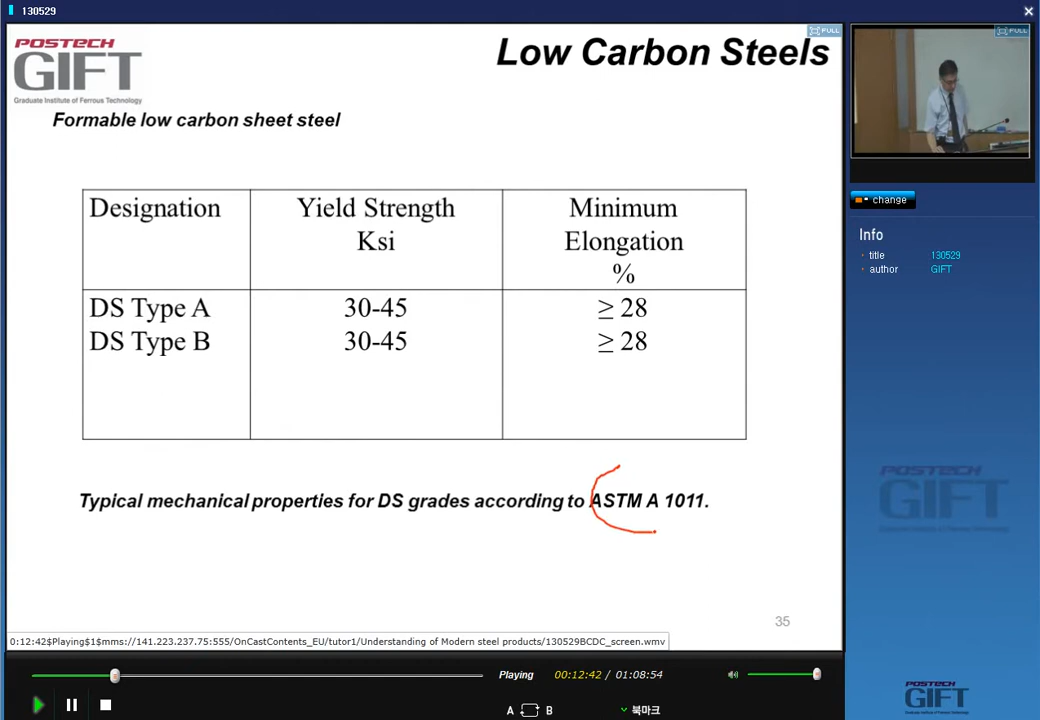 130529
POSTECH
GIFT
Graduate Institute of Ferrous Technology
Low Carbon Steels
FULL
FULL
Formable low carbon sheet steel
Designation
Yield Strength
Ksi
Minimum
Elongation
%
DS Type A
30-45
≥ 28
DS Type B
30-45
≥ 28
Typical mechanical properties for DS grades according to ASTM A 1011.
35
change
Info
title 130529
author GIFT
POSTECH
GIFT
0:12:42$Playing$1$mms://141.223.237.75:555/OnCastContents_EU/tutor1/Understanding of Modern steel products/130529BCDC_screen.wmv
Playing 00:12:42 / 01:08:54
A B 북마크
POSTECH
GIFT